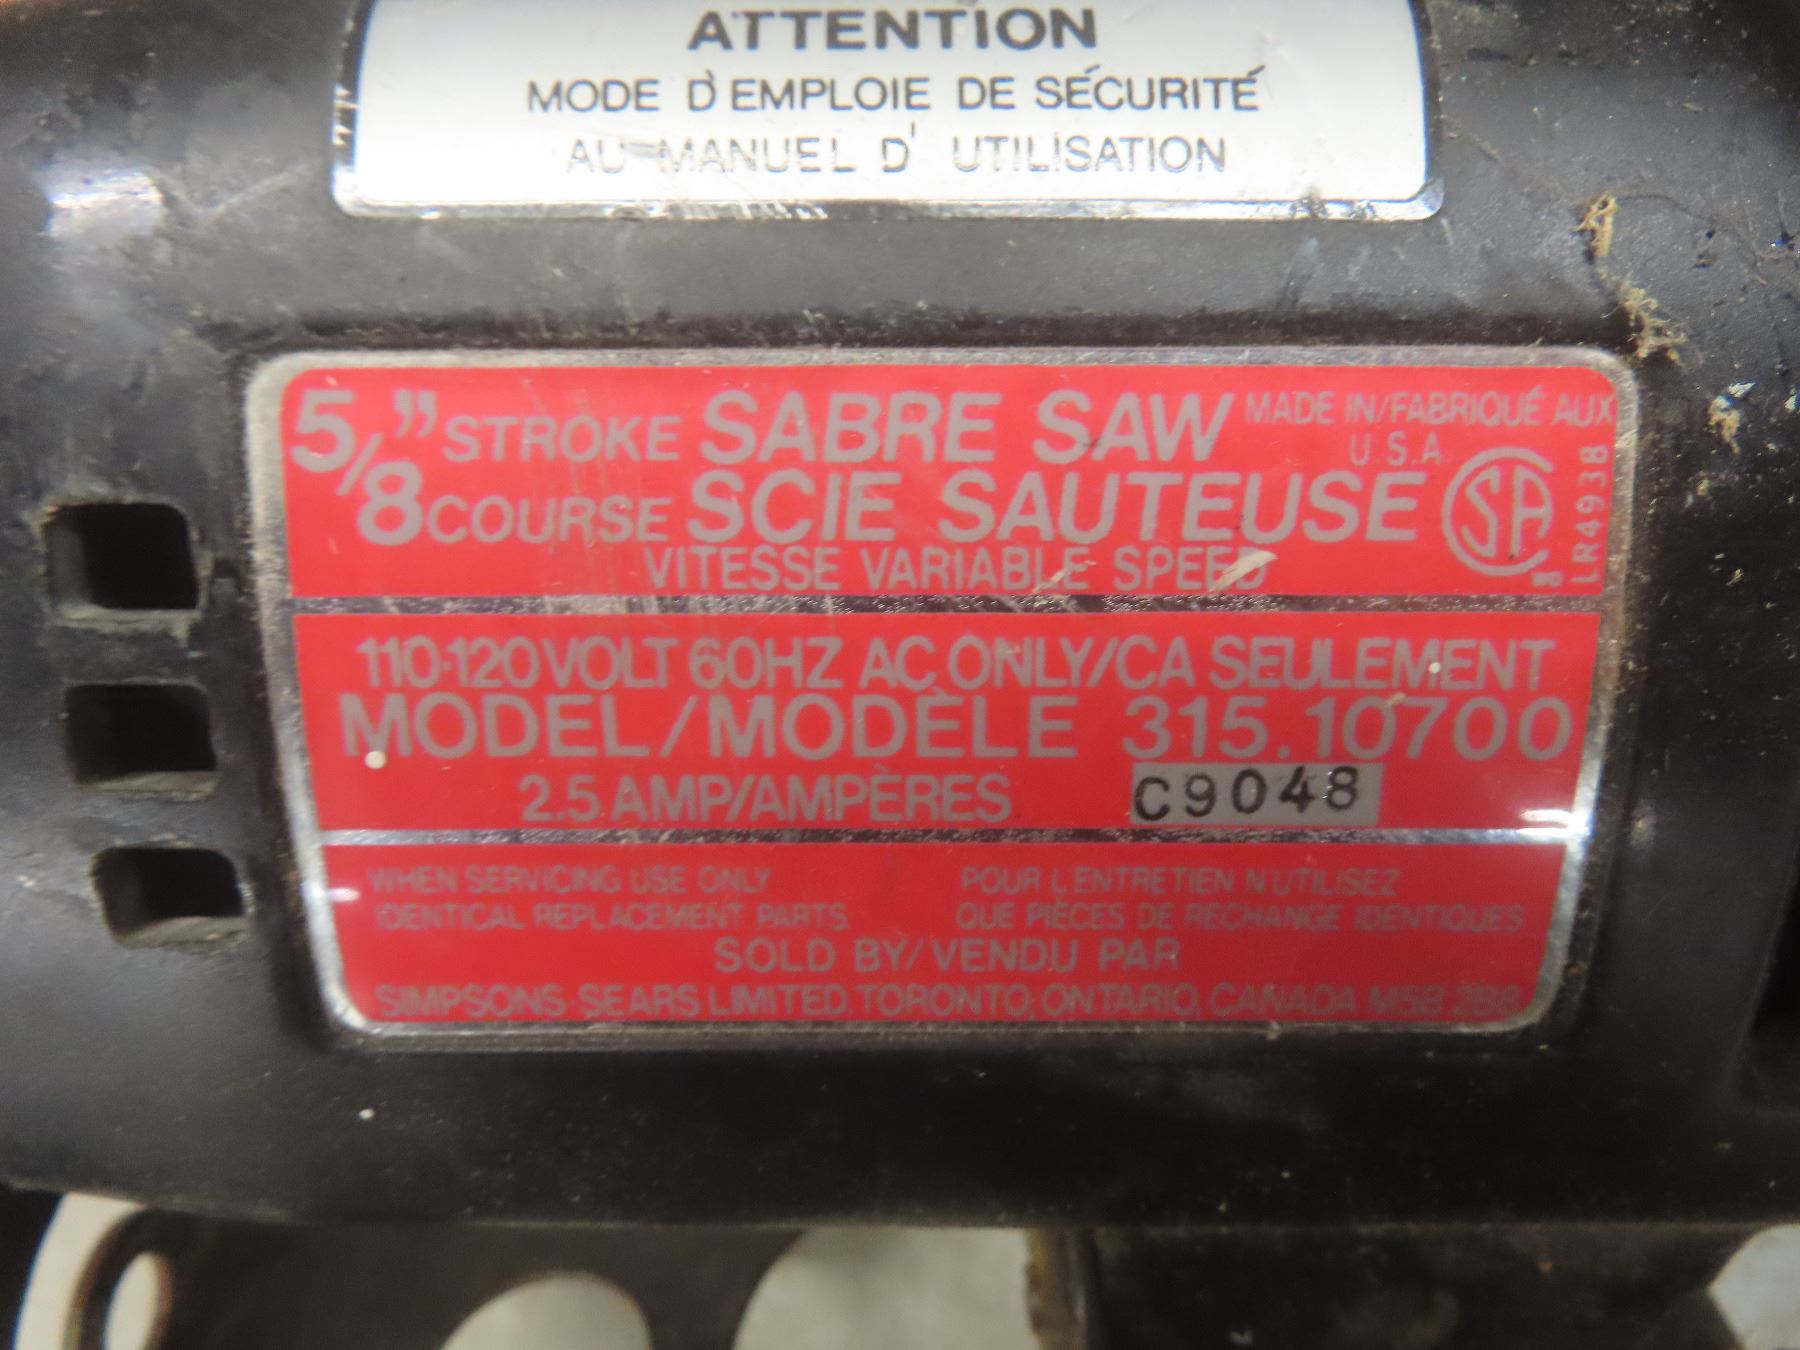 ATTENTION
MODE D'EMPLOIE DE SÉCURITÉ
AU MANUEL D' UTILISATION
5/8" STROKE SABRE SAW MADE IN/FABRIQUÉ AUX
U.S.A.
COURSE SCIE SAUTEUSE CSA
LR4938
VITESSE VARIABLE SPEED
110-120 VOLT 60HZ AC ONLY/CA SEULEMENT
MODEL/MODÈLE 315.10700
2.5 AMP/AMPÈRES C9048
WHEN SERVICING USE ONLY POUR L'ENTRETIEN N'UTILISEZ
IDENTICAL REPLACEMENT PARTS. QUE PIÈCES DE RECHANGE IDENTIQUES
SOLD BY/VENDU PAR
SIMPSONS-SEARS LIMITED, TORONTO, ONTARIO, CANADA M5B 2B8